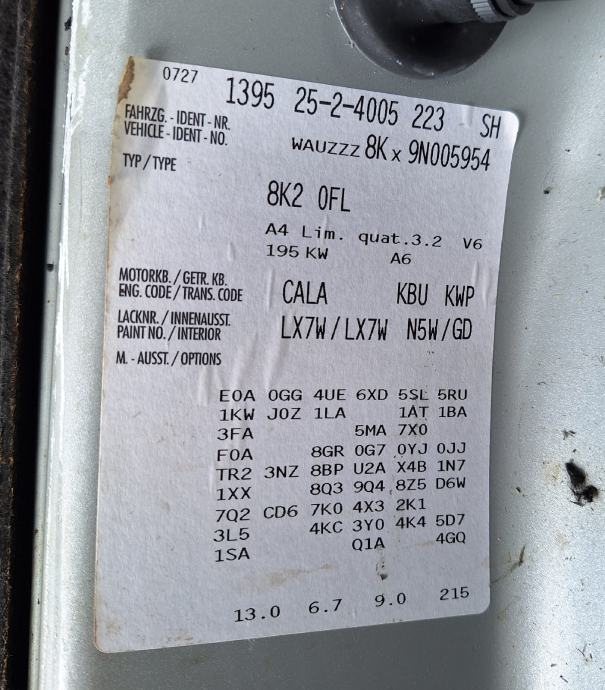 0727 1395 25-2-4005 223 SH
FAHRZG. - IDENT - NR.
VEHICLE - IDENT - NO. WAUZZZ 8K x 9N005954
TYP / TYPE
8K2 0FL
A4 Lim. quat.3.2 V6
195 KW A6
MOTORKB. / GETR. KB.
ENG. CODE / TRANS. CODE CALA KBU KWP
LACKNR. / INNENAUSST.
PAINT NO. / INTERIOR LX7W / LX7W N5W / GD
M. - AUSST. / OPTIONS
E0A 0GG 4UE 6XD 5SL 5RU
1KW J0Z 1LA 1AT 1BA
3FA 5MA 7X0
F0A 8GR 0G7 0YJ 0JJ
TR2 3NZ 8BP U2A X4B 1N7
1XX 8Q3 9Q4 8Z5 D6W
7Q2 CD6 7K0 4X3 2K1
3L5 4KC 3Y0 4K4 5D7
1SA Q1A 4GQ
13.0 6.7 9.0 215